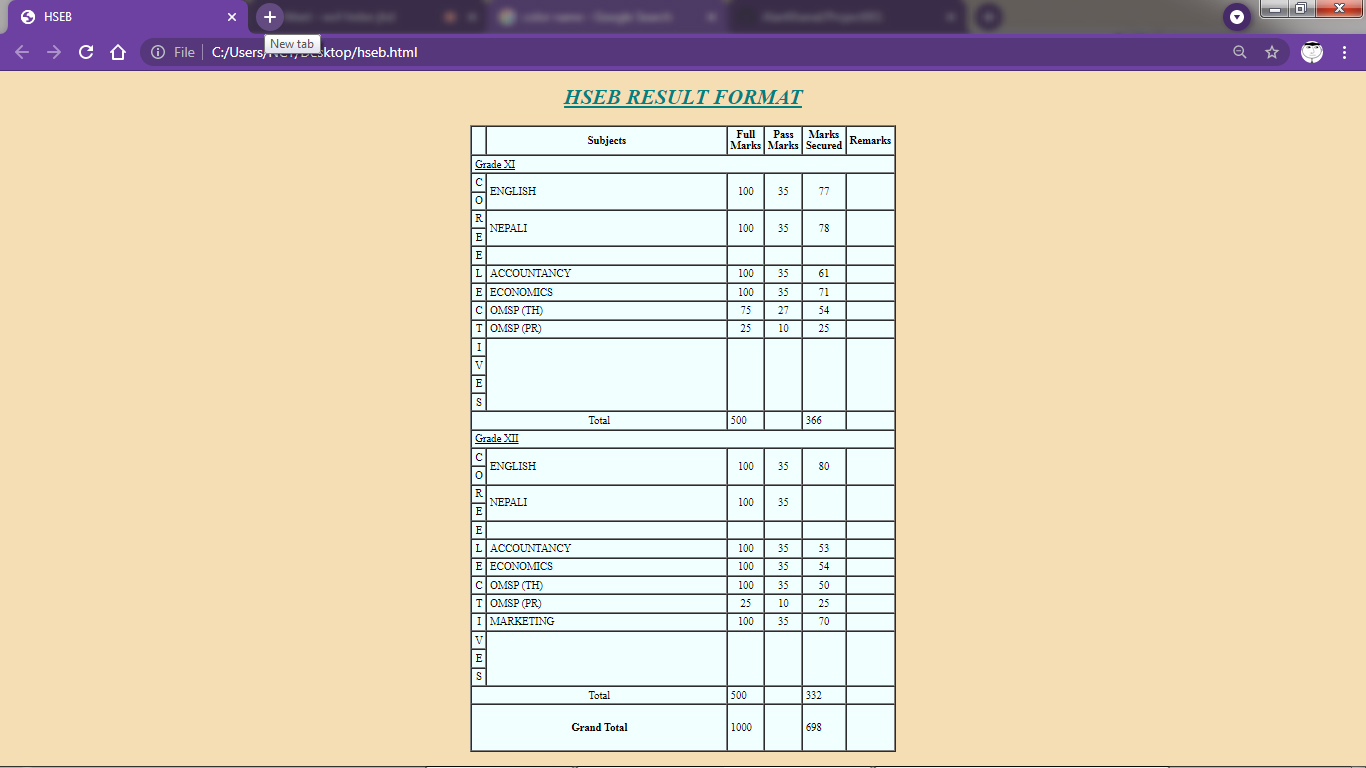 HSEB
New tab
File
C:/Users/NCT/Desktop/hseb.html
HSEB RESULT FORMAT
Subjects Full Marks Pass Marks Marks Secured Remarks
Grade XI
C ENGLISH 100 35 77
O
R NEPALI 100 35 78
E
E
L ACCOUNTANCY 100 35 61
E ECONOMICS 100 35 71
C OMSP (TH) 75 27 54
T OMSP (PR) 25 10 25
I
V
E
S
Total 500 366
Grade XII
C ENGLISH 100 35 80
O
R NEPALI 100 35
E
E
L ACCOUNTANCY 100 35 53
E ECONOMICS 100 35 54
C OMSP (TH) 100 35 50
T OMSP (PR) 25 10 25
I MARKETING 100 35 70
V
E
S
Total 500 332
Grand Total 1000 698